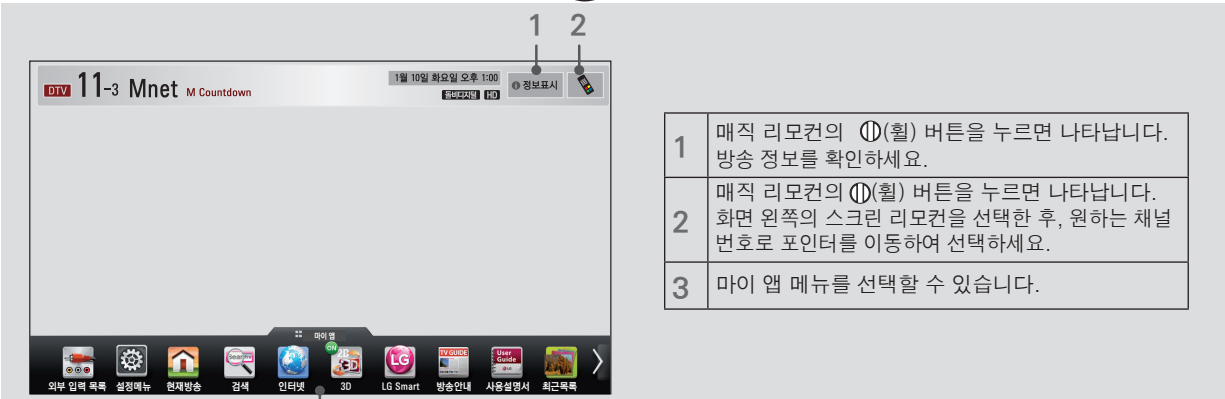 1 2
DTV 11-3 Mnet M Countdown
1월 10일 화요일 오후 1:00
돌비디지털 HD
정보표시
마이 앱
ON
Search
LG
TV GUIDE
User Guide
외부 입력 목록 설정메뉴 현재방송 검색 인터넷 3D LG Smart 방송안내 사용설명서 최근목록
1 매직 리모컨의 (휠) 버튼을 누르면 나타납니다.
방송 정보를 확인하세요.
2 매직 리모컨의 (휠) 버튼을 누르면 나타납니다.
화면 왼쪽의 스크린 리모컨을 선택한 후, 원하는 채널
번호로 포인터를 이동하여 선택하세요.
3 마이 앱 메뉴를 선택할 수 있습니다.